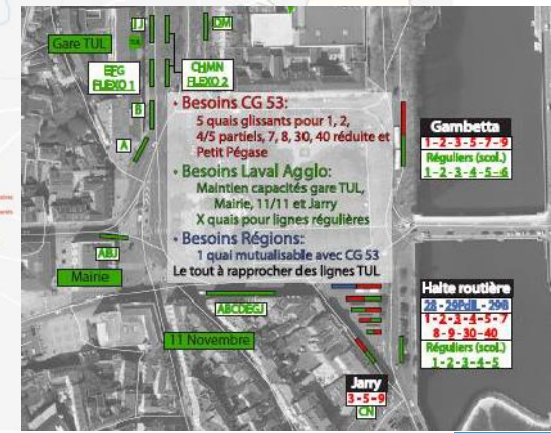 IJ
DM
TUL
Gare TUL
EFG
FLEXO 1
CHMN
FLEXO 2
B
A
• Besoins CG 53:
5 quais glissants pour 1, 2,
4/5 partiels, 7, 8, 30, 40 réduite et
Petit Pégase
• Besoins Laval Agglo:
Maintien capacités gare TUL,
Mairie, 11/11 et Jarry
X quais pour lignes régulières
• Besoins Régions:
1 quai mutualisable avec CG 53
Le tout à rapprocher des lignes TUL
Gambetta
1-2-3-5-7-9
Réguliers (scol.)
1-2-3-4-5-6
ABJ
Mairie
ABCDEGJ
11 Novembre
Halte routière
28 - 29PdlL - 29B
1-2-3-4-5-7
8-9-30-40
Réguliers (scol.)
1-2-3-4-5
Jarry
3-5-9
CN